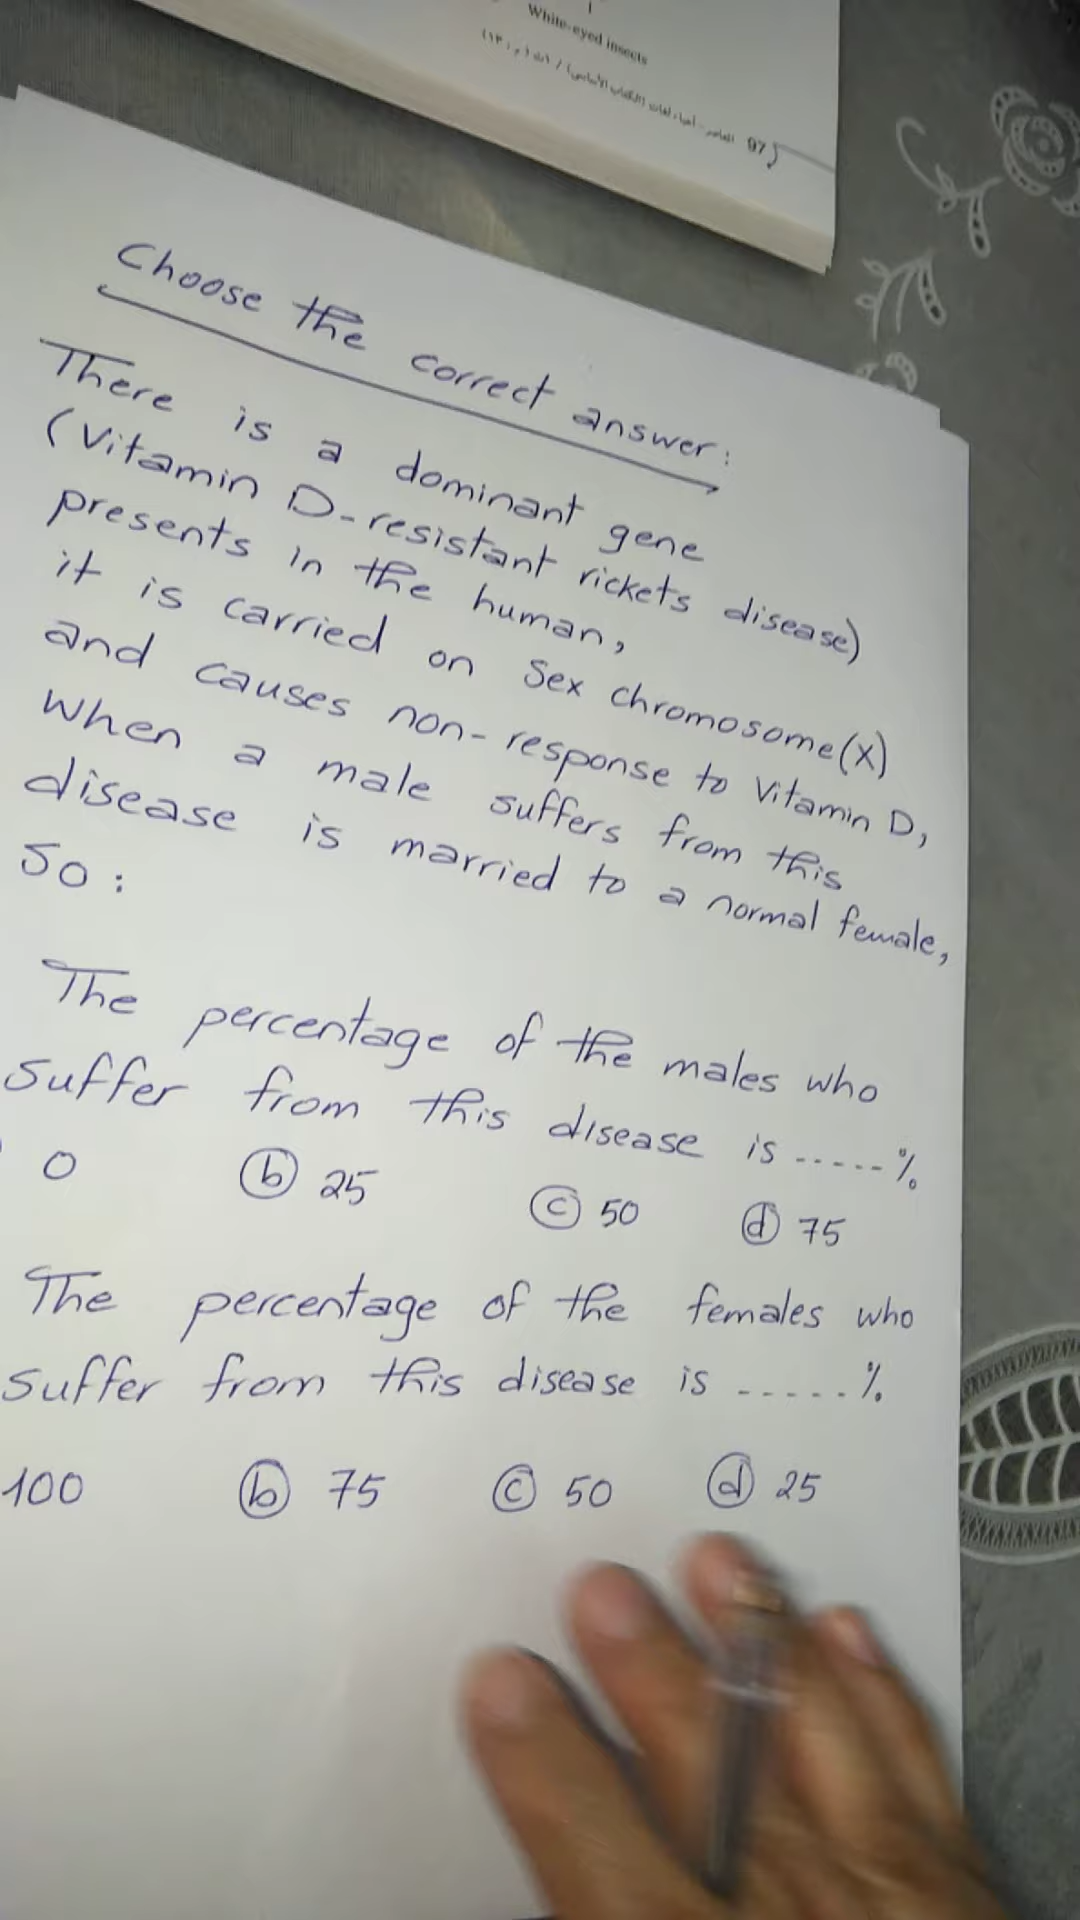 White-eyed insects
97
Choose the correct answer:
There is a dominant gene
(Vitamin D-resistant rickets disease)
presents in the human,
it is carried on Sex chromosome(X)
and causes non-response to Vitamin D,
When a male suffers from this
disease is married to a normal female,
So:
The percentage of the males who
suffer from this disease is .....%
0 (b) 25 (c) 50 (d) 75
The percentage of the females who
suffer from this disease is .....%
100 (b) 75 (c) 50 (d) 25